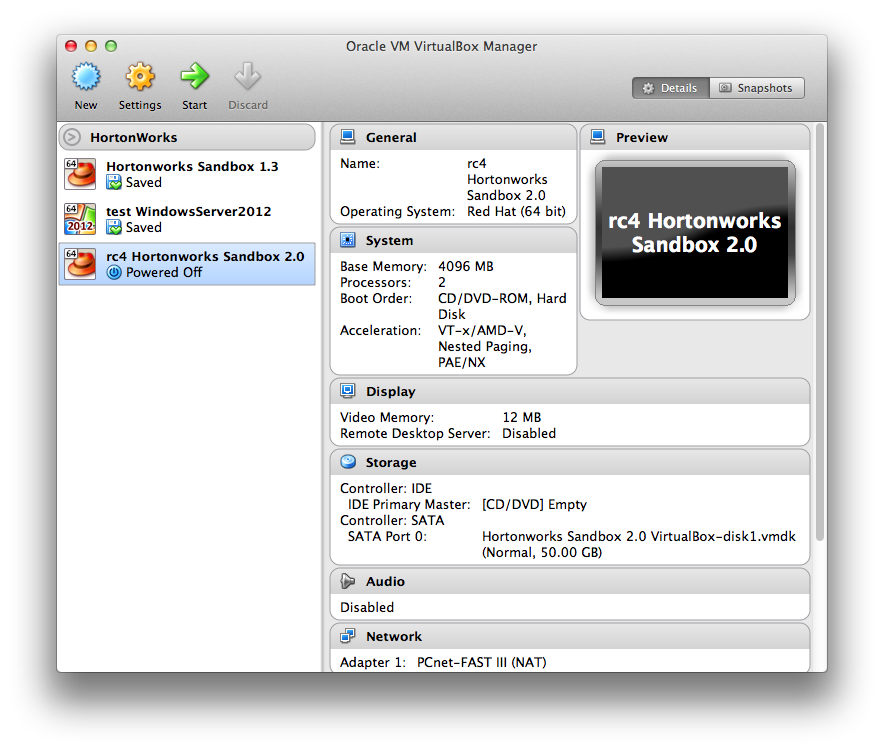 Oracle VM VirtualBox Manager
New
Settings
Start
Discard
Details
Snapshots
HortonWorks
64
Hortonworks Sandbox 1.3
Saved
64
2012
test WindowsServer2012
Saved
64
rc4 Hortonworks Sandbox 2.0
Powered Off
General
Name: rc4
Hortonworks
Sandbox 2.0
Operating System: Red Hat (64 bit)
Preview
rc4 Hortonworks
Sandbox 2.0
System
Base Memory: 4096 MB
Processors: 2
Boot Order: CD/DVD-ROM, Hard
Disk
Acceleration: VT-x/AMD-V,
Nested Paging,
PAE/NX
Display
Video Memory: 12 MB
Remote Desktop Server: Disabled
Storage
Controller: IDE
IDE Primary Master: [CD/DVD] Empty
Controller: SATA
SATA Port 0: Hortonworks Sandbox 2.0 VirtualBox-disk1.vmdk
(Normal, 50.00 GB)
Audio
Disabled
Network
Adapter 1: PCnet-FAST III (NAT)